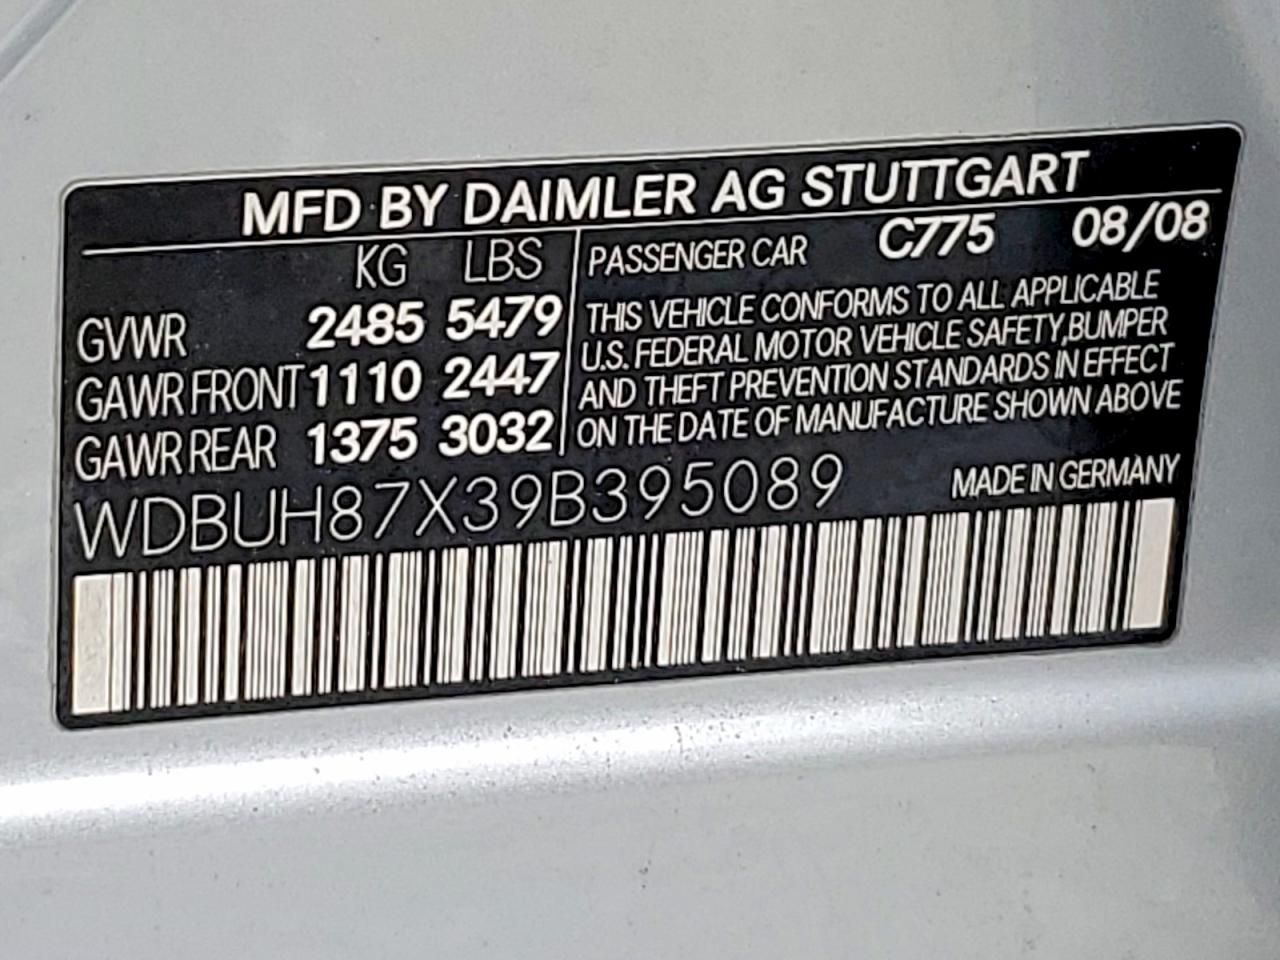 MFD BY DAIMLER AG STUTTGART
KG LBS
GVWR 2485 5479
GAWR FRONT 1110 2447
GAWR REAR 1375 3032
PASSENGER CAR C775 08/08
THIS VEHICLE CONFORMS TO ALL APPLICABLE
U.S. FEDERAL MOTOR VEHICLE SAFETY,BUMPER
AND THEFT PREVENTION STANDARDS IN EFFECT
ON THE DATE OF MANUFACTURE SHOWN ABOVE
WDBUH87X39B395089
MADE IN GERMANY